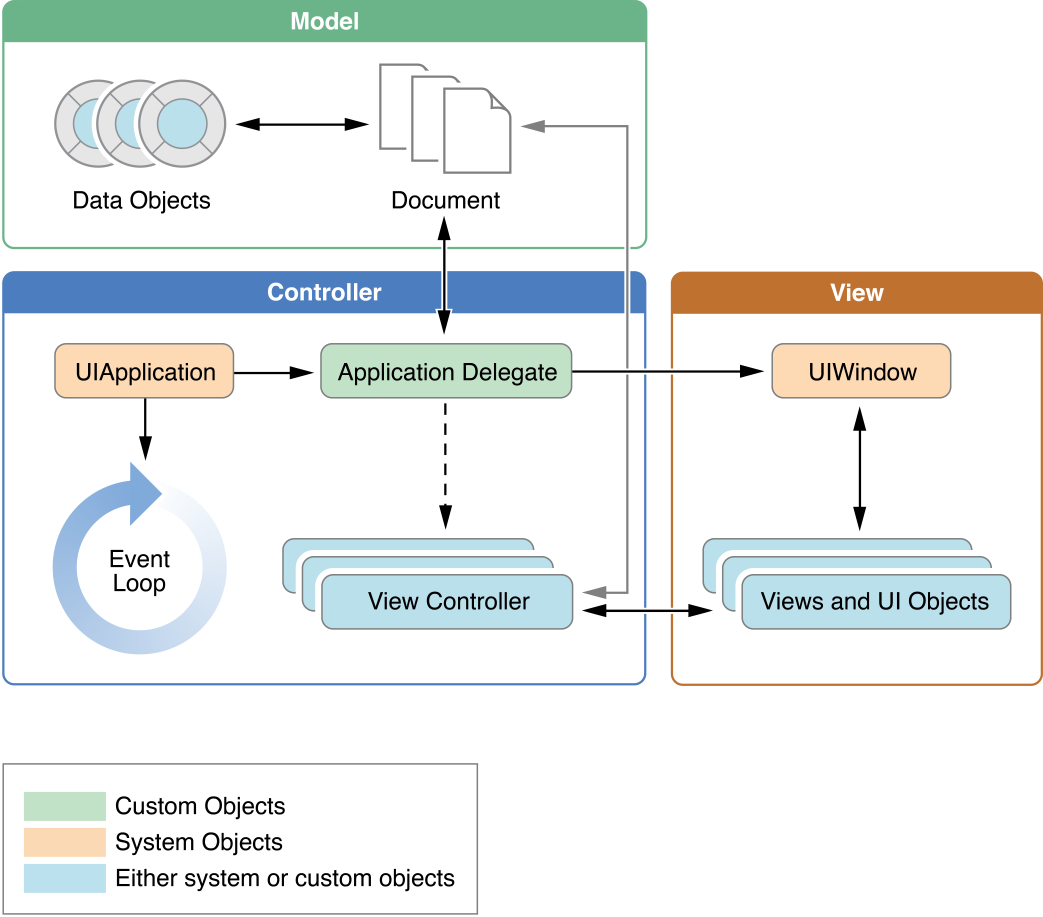 Model
Data Objects
Document
Controller
View
UIApplication
Application Delegate
UIWindow
Event
Loop
View Controller
Views and UI Objects
Custom Objects
System Objects
Either system or custom objects